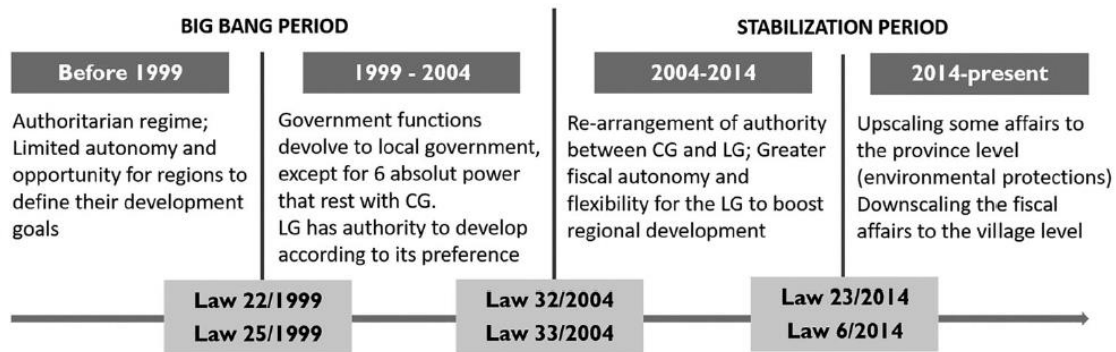 BIG BANG PERIOD
STABILIZATION PERIOD
Before 1999
Authoritarian regime;
Limited autonomy and
opportunity for regions to
define their development
goals
1999 - 2004
Government functions
devolve to local government,
except for 6 absolut power
that rest with CG.
LG has authority to develop
according to its preference
2004-2014
Re-arrangement of authority
between CG and LG; Greater
fiscal autonomy and
flexibility for the LG to boost
regional development
2014-present
Upscaling some affairs to
the province level
(environmental protections)
Downscaling the fiscal
affairs to the village level
Law 22/1999
Law 25/1999
Law 32/2004
Law 33/2004
Law 23/2014
Law 6/2014